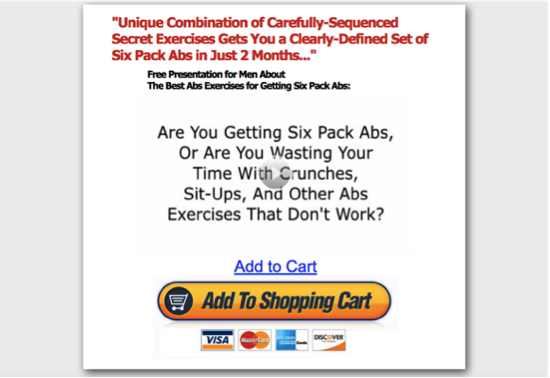 "Unique Combination of Carefully-Sequenced
Secret Exercises Gets You a Clearly-Defined Set of
Six Pack Abs in Just 2 Months..."
Free Presentation for Men About
The Best Abs Exercises for Getting Six Pack Abs:
Are You Getting Six Pack Abs,
Or Are You Wasting Your
Time With Crunches,
Sit-Ups, And Other Abs
Exercises That Don't Work?
Add to Cart
Add To Shopping Cart
VISA MasterCard DISCOVER